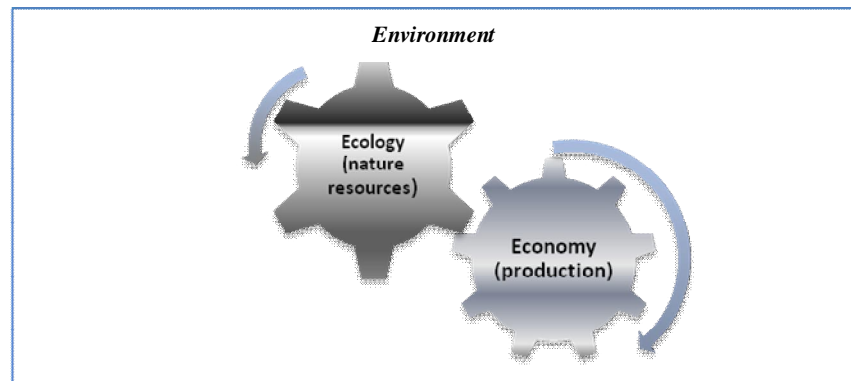 Environment
Ecology
(nature
resources)
Economy
(production)